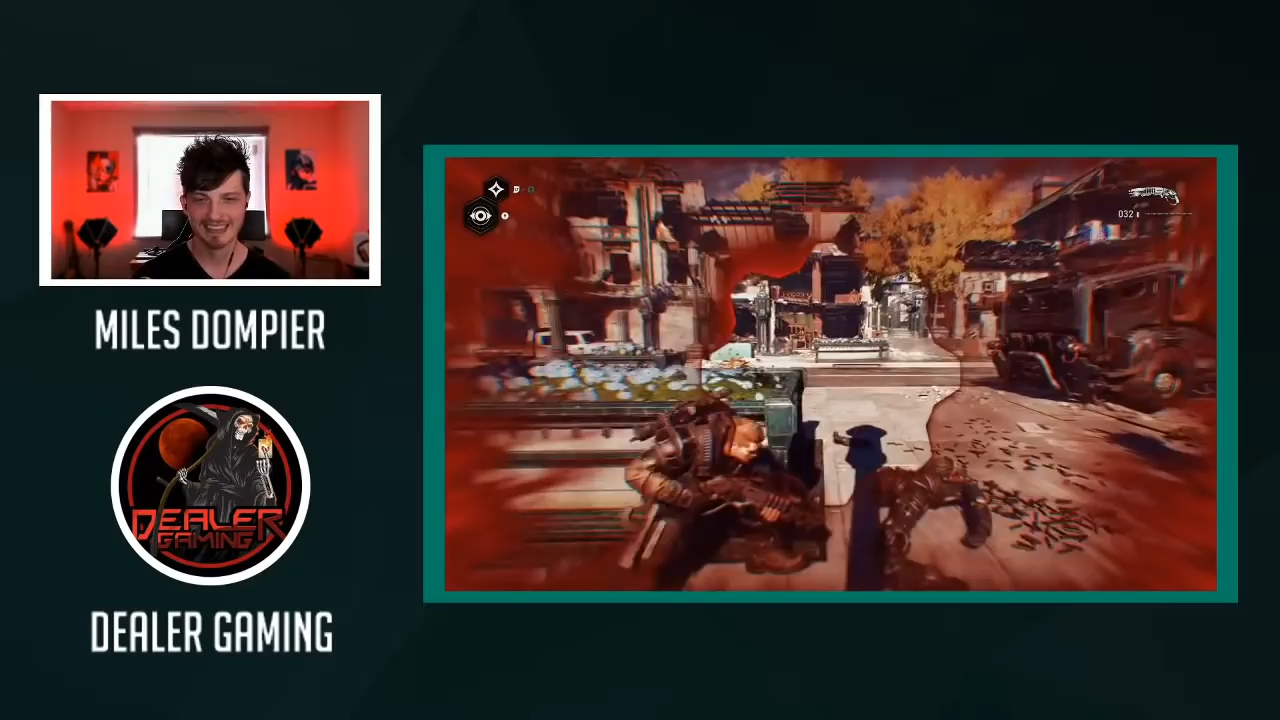 MILES DOMPIER
DEALER
GAMING
DEALER GAMING
032